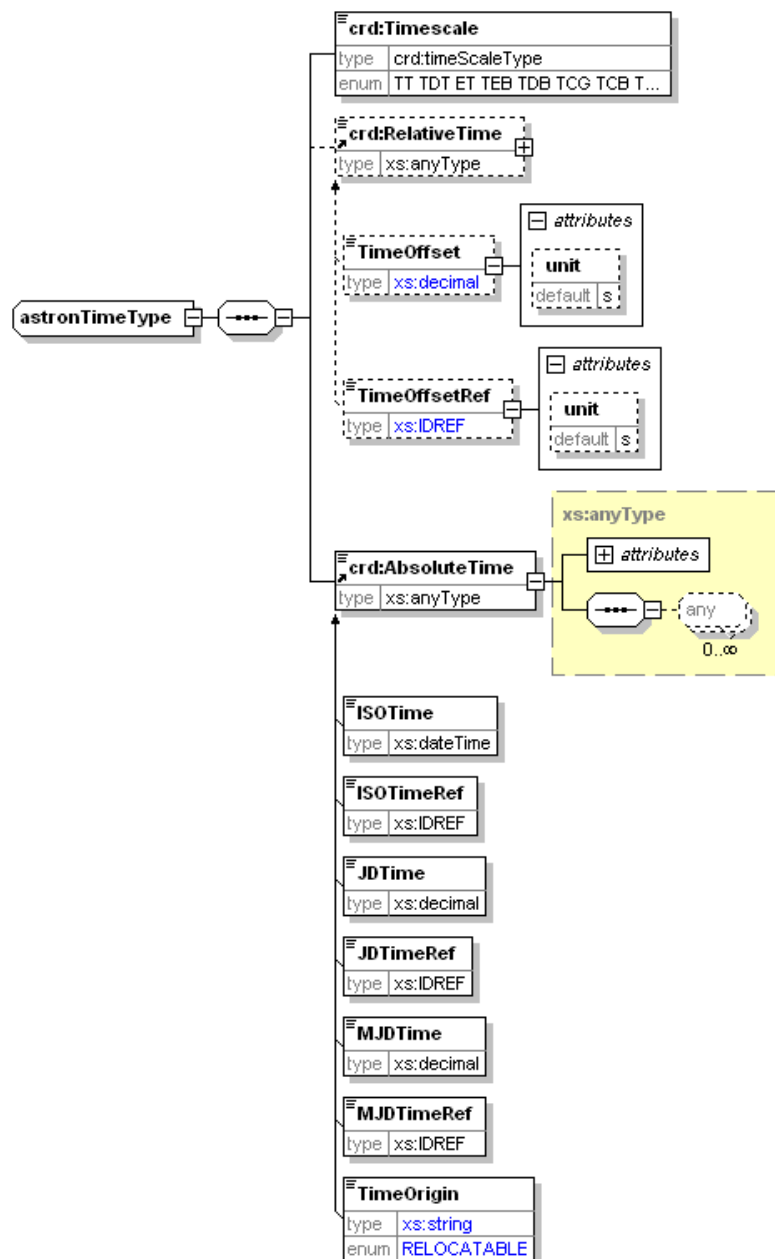 crd:Timescale
type crd:timeScaleType
enum TT TDT ET TEB TDB TCG TCB T...
crd:RelativeTime
type xs:anyType
attributes
TimeOffset
type xs:decimal
unit
default s
astronTimeType
attributes
TimeOffsetRef
type xs:IDREF
unit
default s
xs:anyType
attributes
crd:AbsoluteTime
type xs:anyType
any
0..∞
ISOTime
type xs:dateTime
ISOTimeRef
type xs:IDREF
JDTime
type xs:decimal
JDTimeRef
type xs:IDREF
MJDTime
type xs:decimal
MJDTimeRef
type xs:IDREF
TimeOrigin
type xs:string
enum RELOCATABLE